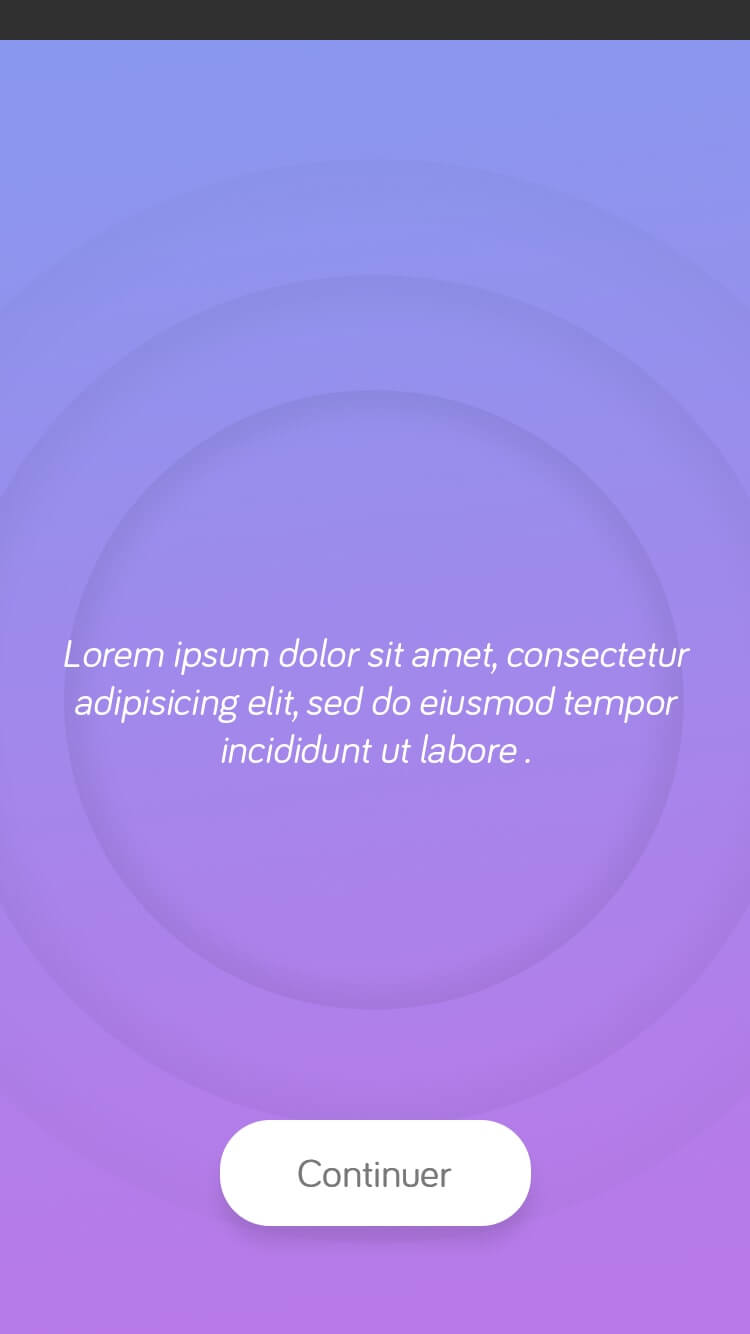 Lorem ipsum dolor sit amet, consectetur
adipisicing elit, sed do eiusmod tempor
incididunt ut labore .
Continuer